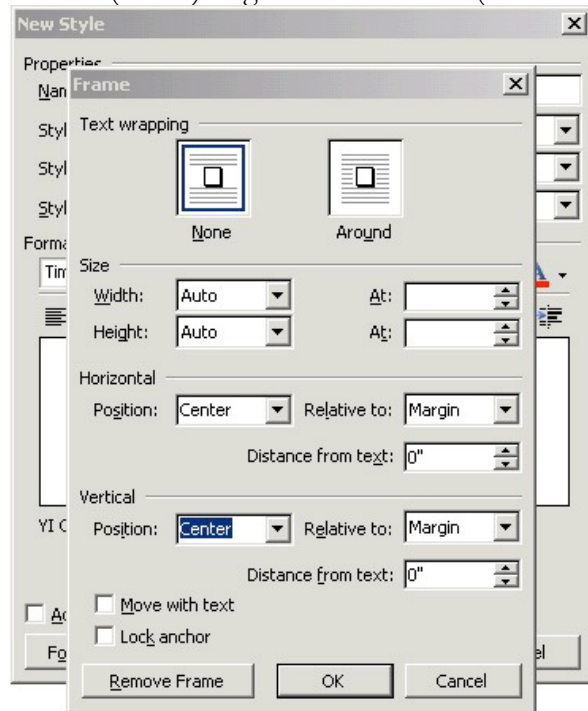 New Style
Properties
Nan
Frame
Text wrapping
Styl
Styl
Styl
None Around
Forma
Tim
Size
Width: Auto At:
Height: Auto At:
Horizontal
Position: Center Relative to: Margin
Distance from text: 0"
Vertical
YI C
Position: Center Relative to: Margin
Distance from text: 0"
Move with text
Ac
Lock anchor
Fo
el
Remove Frame OK Cancel